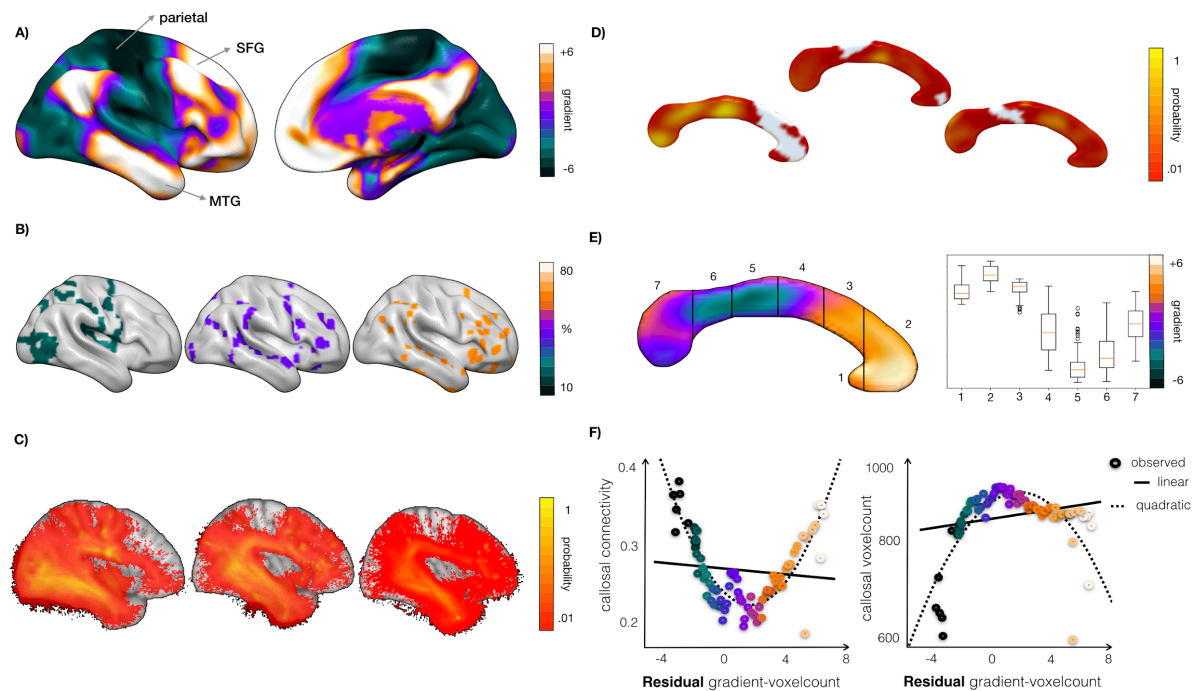 A)
parietal
SFG
MTG
+6
gradient
-6
B)
80
%
10
C)
1
probability
.01
D)
1
probability
.01
E)
7
6
5
4
3
2
1
+6
gradient
-6
1 2 3 4 5 6 7
F)
0.4
0.3
0.2
callosal connectivity
-4 0 4 8
Residual gradient-voxelcount
1000
800
600
callosal voxelcount
-4 0 4 8
Residual gradient-voxelcount
observed
linear
quadratic